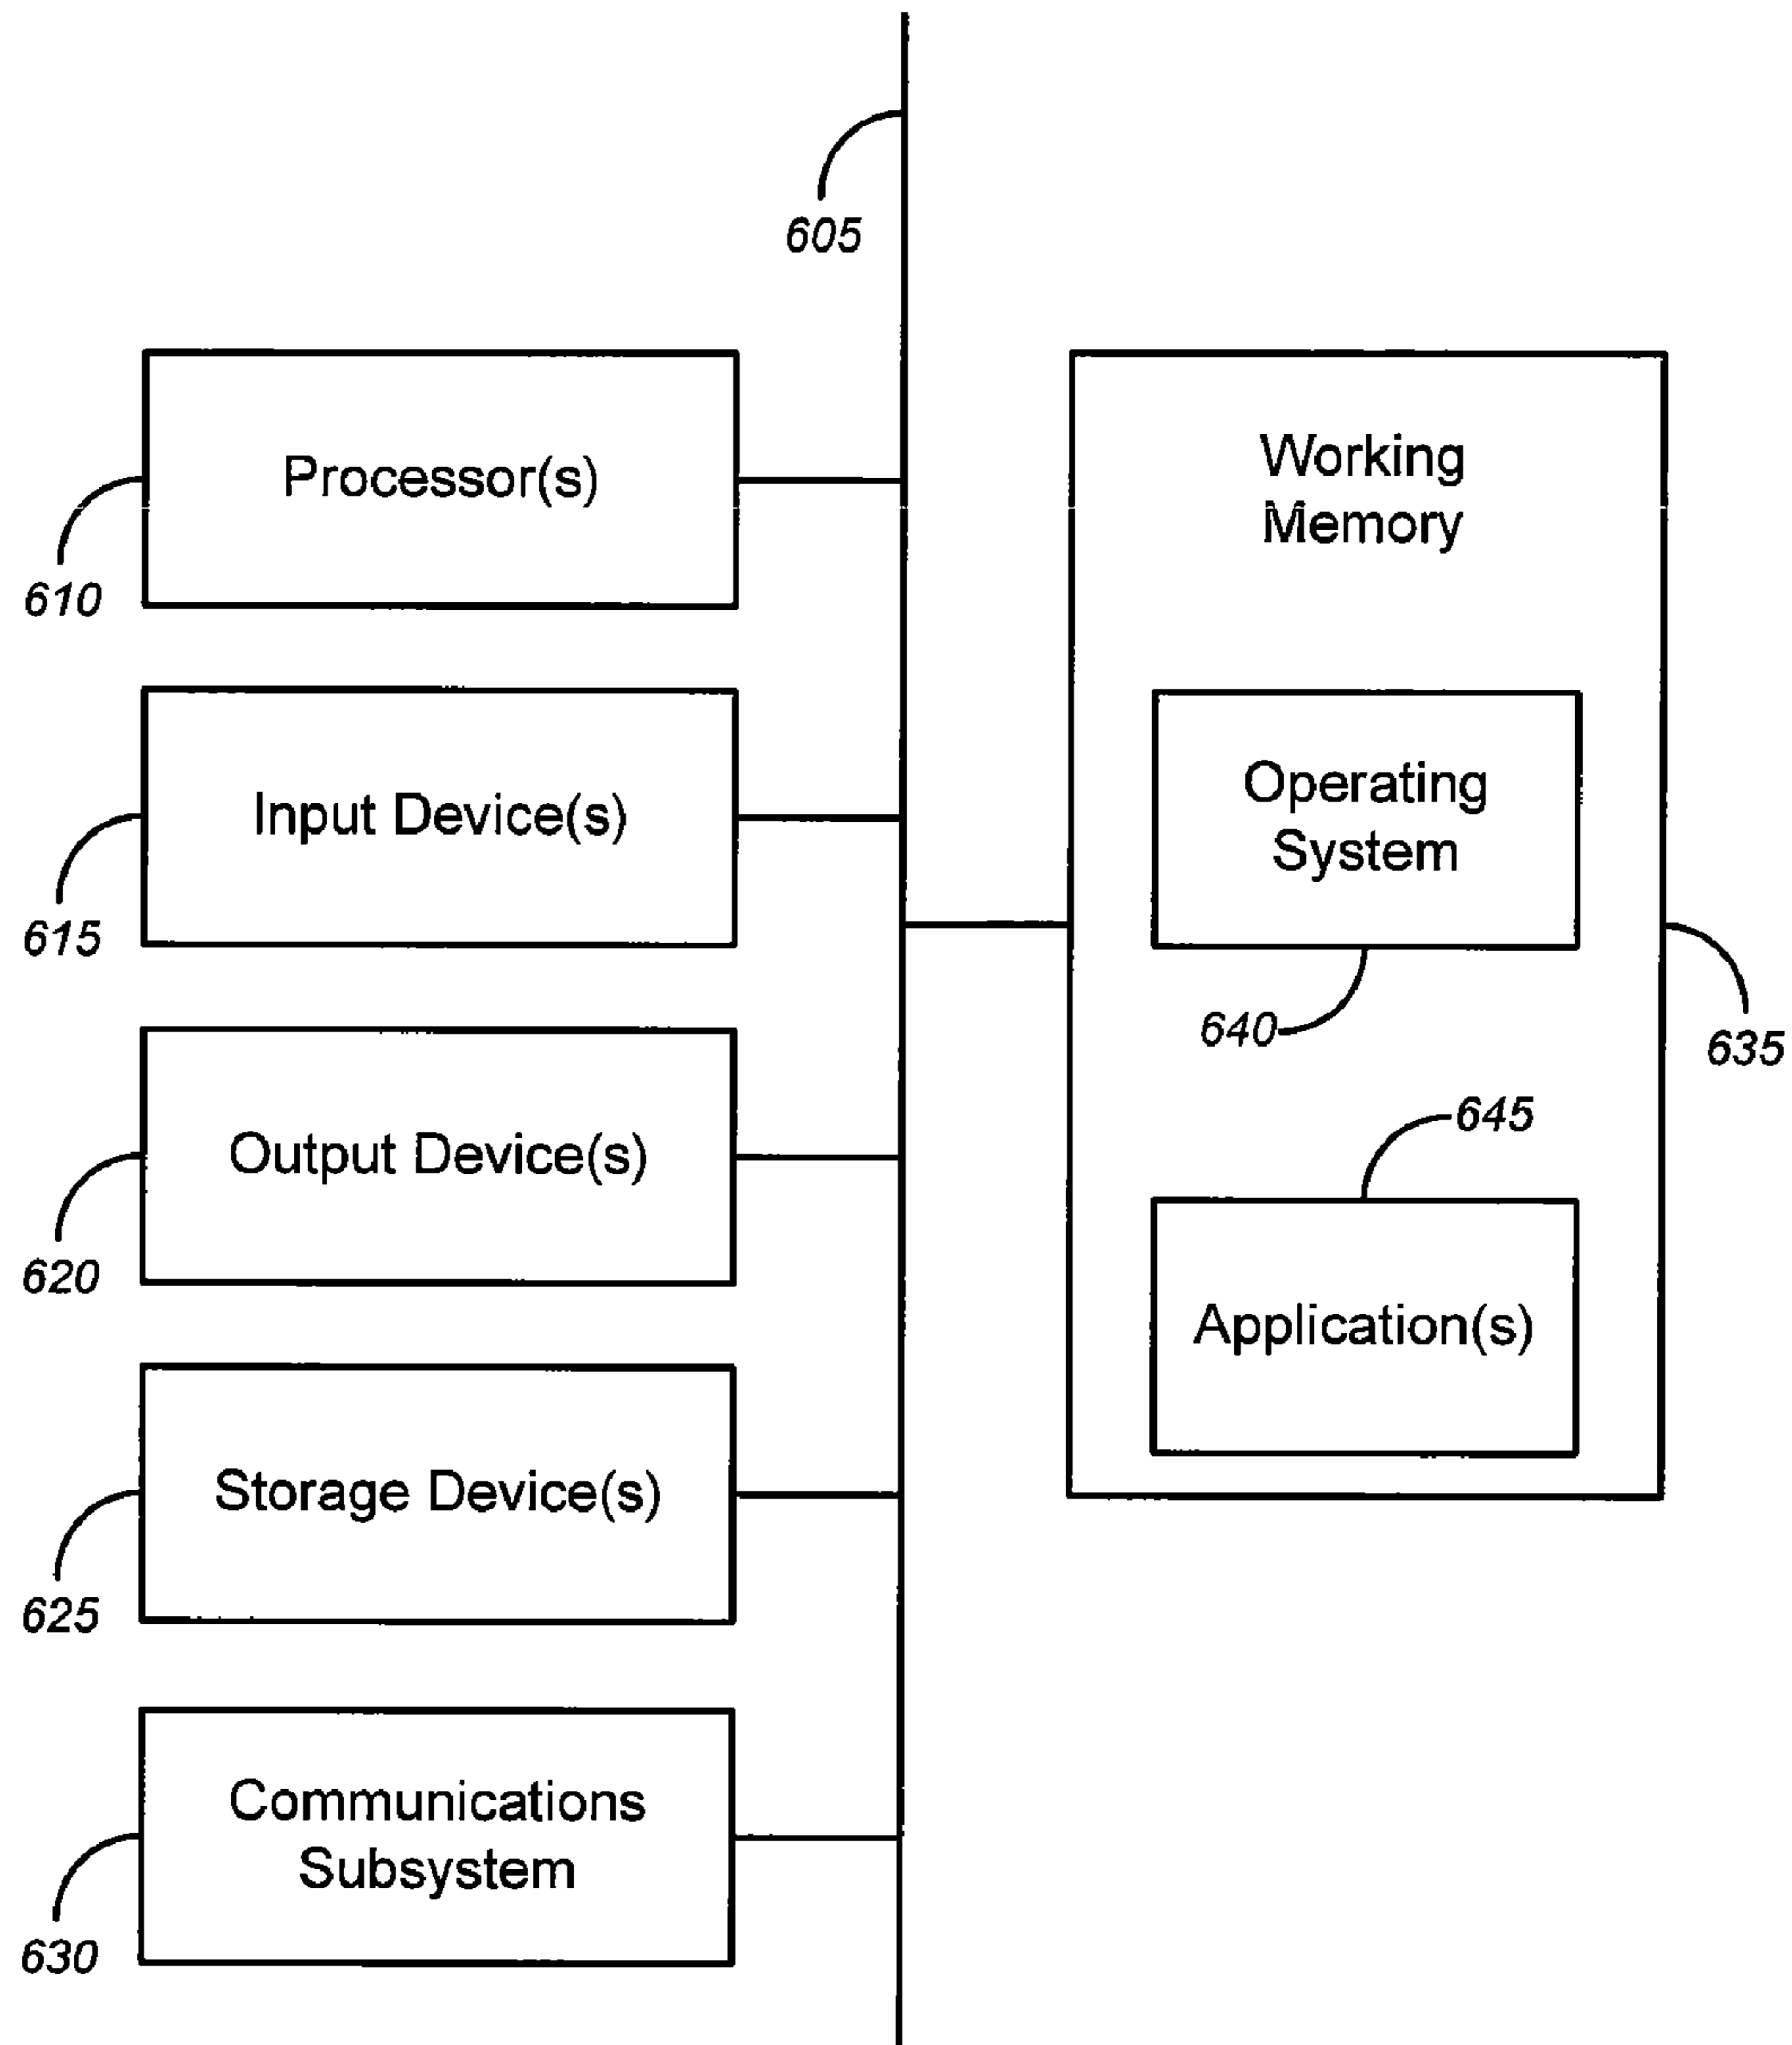 605
Processor(s)
610
Input Device(s)
615
Output Device(s)
620
Storage Device(s)
625
Communications
Subsystem
630
Working
Memory
Operating
System
640
635
645
Application(s)